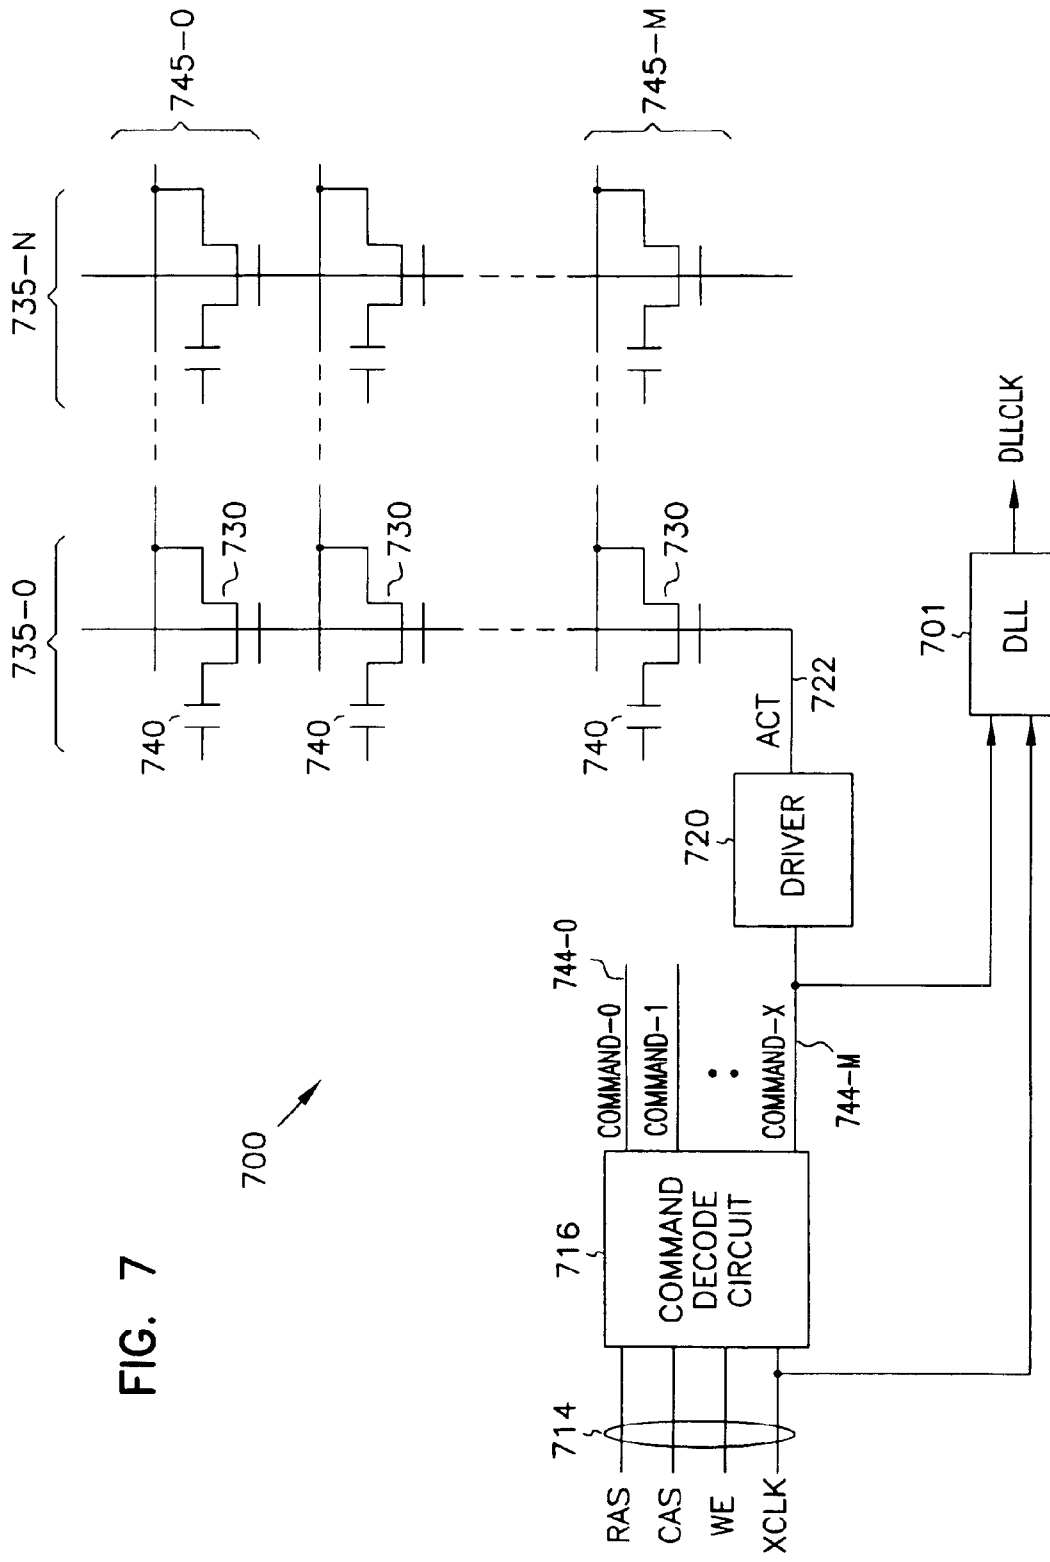 FIG. 7
700
714
RAS
CAS
WE
XCLK
716
COMMAND
DECODE
CIRCUIT
COMMAND-0
744-0
COMMAND-1
COMMAND-X
744-M
720
DRIVER
ACT
722
701
DLL
DLLCLK
735-0
735-N
740
730
740
730
740
730
745-0
745-M